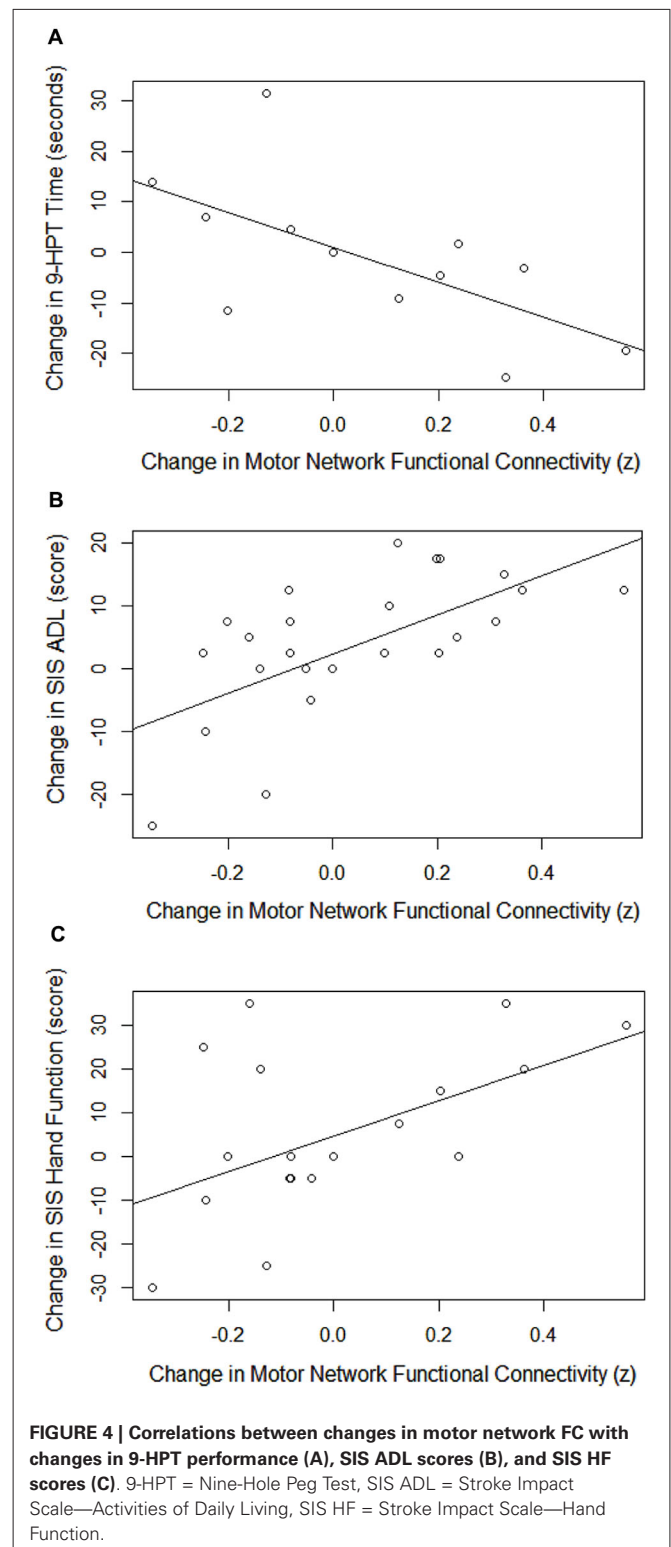 A
Change in 9-HPT Time (seconds)
30
20
10
0
-10
-20
-0.2 0.0 0.2 0.4
Change in Motor Network Functional Connectivity (z)
B
Change in SIS ADL (score)
20
10
0
-10
-20
-0.2 0.0 0.2 0.4
Change in Motor Network Functional Connectivity (z)
C
Change in SIS Hand Function (score)
30
20
10
0
-10
-20
-30
-0.2 0.0 0.2 0.4
Change in Motor Network Functional Connectivity (z)
FIGURE 4 | Correlations between changes in motor network FC with
changes in 9-HPT performance (A), SIS ADL scores (B), and SIS HF
scores (C). 9-HPT = Nine-Hole Peg Test, SIS ADL = Stroke Impact
Scale—Activities of Daily Living, SIS HF = Stroke Impact Scale—Hand
Function.